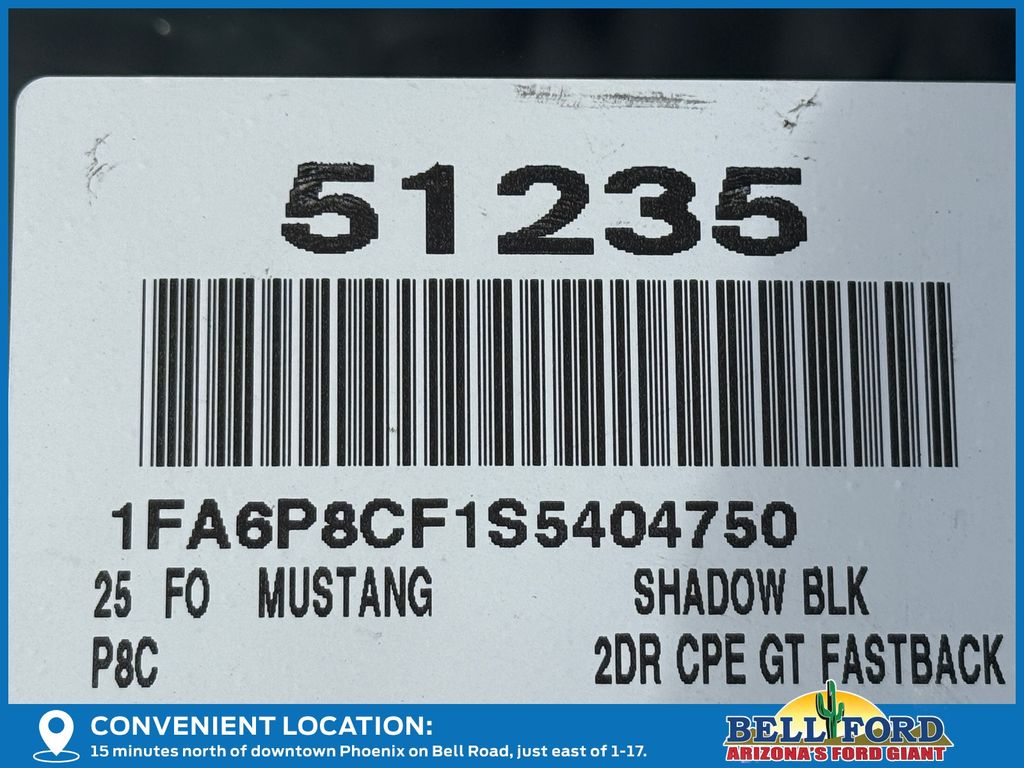 51235
1FA6P8CF1S5404750
25 FO MUSTANG SHADOW BLK
P8C 2DR CPE GT FASTBACK
CONVENIENT LOCATION:
15 minutes north of downtown Phoenix on Bell Road, just east of 1-17.
BELL FORD
ARIZONA'S FORD GIANT